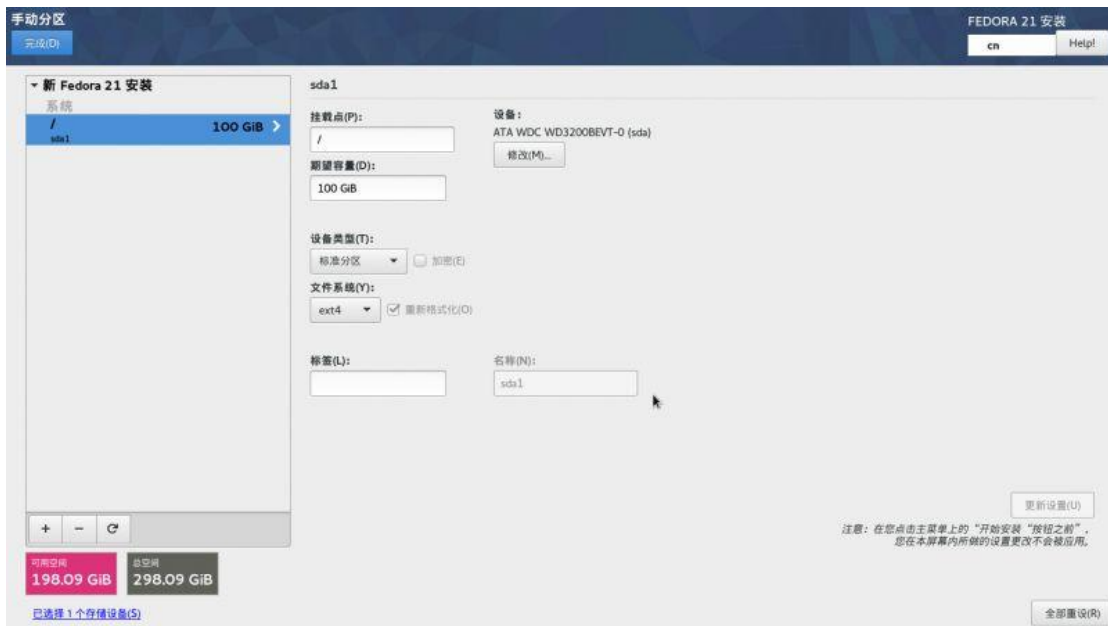 手动分区
FEDORA 21 安装
完成(D)
cn
Help!
新 Fedora 21 安装
系统
/
100 GiB
sda1
sda1
挂载点(P):
/
设备:
ATA WDC WD3200BEVT-0 (sda)
修改(M)...
期望容量(D):
100 GiB
设备类型(T):
标准分区
加密(E)
文件系统(Y):
ext4
重新格式化(O)
标签(L):
名称(N):
sda1
+ −
更新设置(U)
注意：在您点击主菜单上的“开始安装“按钮之前”，
您在本屏幕内所做的设置更改不会被应用。
可用空间
198.09 GiB
总空间
298.09 GiB
已选择 1 个存储设备(S)
全部重设(R)